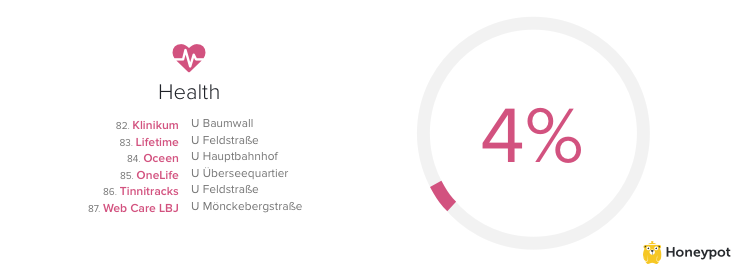 Health
82. Klinikum U Baumwall
83. Lifetime U Feldstraße
84. Oceen U Hauptbahnhof
85. OneLife U Überseequartier
86. Tinnitracks U Feldstraße
87. Web Care LBJ U Mönckebergstraße
4%
Honeypot